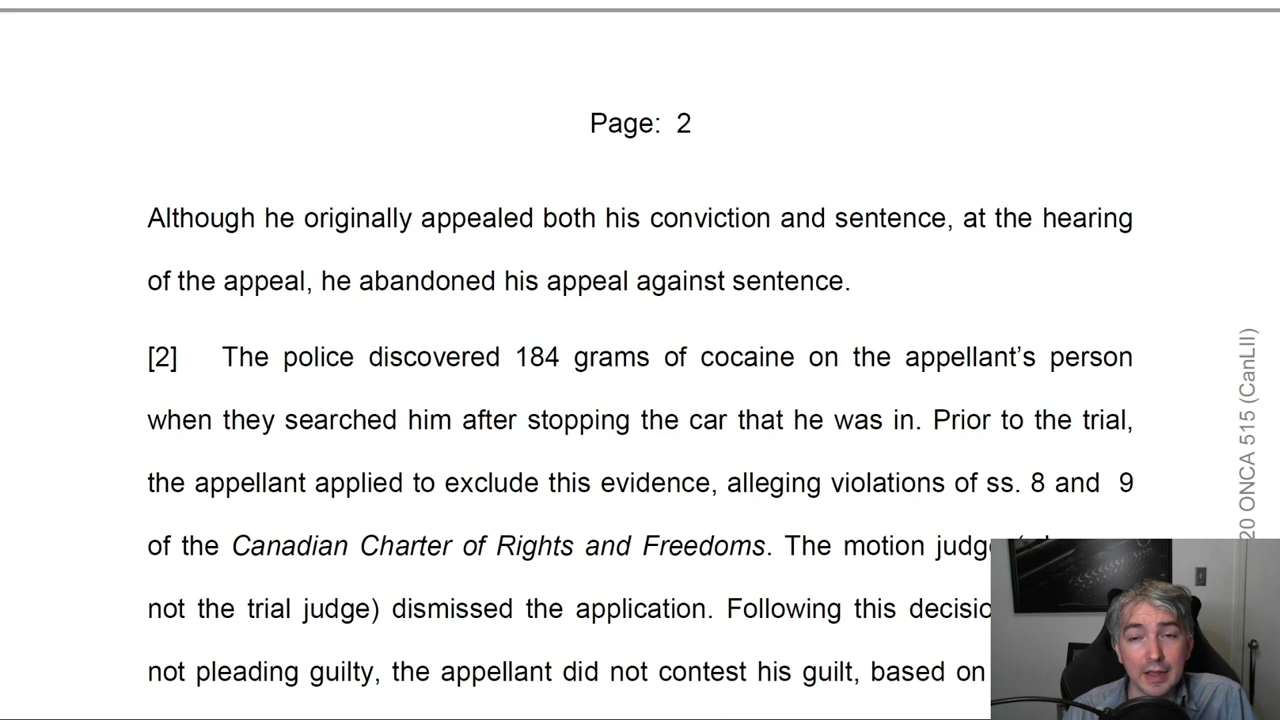 Page: 2
Although he originally appealed both his conviction and sentence, at the hearing
of the appeal, he abandoned his appeal against sentence.
[2] The police discovered 184 grams of cocaine on the appellant's person
when they searched him after stopping the car that he was in. Prior to the trial,
the appellant applied to exclude this evidence, alleging violations of ss. 8 and 9
of the Canadian Charter of Rights and Freedoms. The motion
not the trial judge) dismissed the application. Following this
not pleading guilty, the appellant did not contest his guilt, based on
20 ONCA 515 (CanLII)